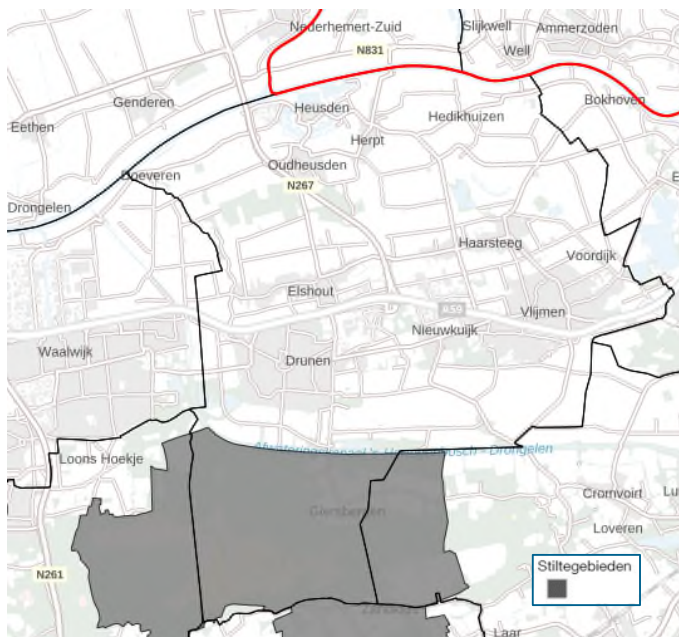 Nederhemert-Zuid
Slijkwell
Ammerzoden
N831
Well
Genderen
Heusden
Hedikhuizen
Bokhoven
Eethen
Herpt
Doeveren
Oudheusden
N267
Drongelen
Haarsteeg
Voordijk
Elshout
A59
Vlijmen
Nieuwkuijk
Waalwijk
Drunen
Afwateringskanaal 's-Hertogenbosch - Drongelen
Loons Hoekje
Cromvoirt
Giersbergen
Loveren
N261
Stiltegebieden
Laar